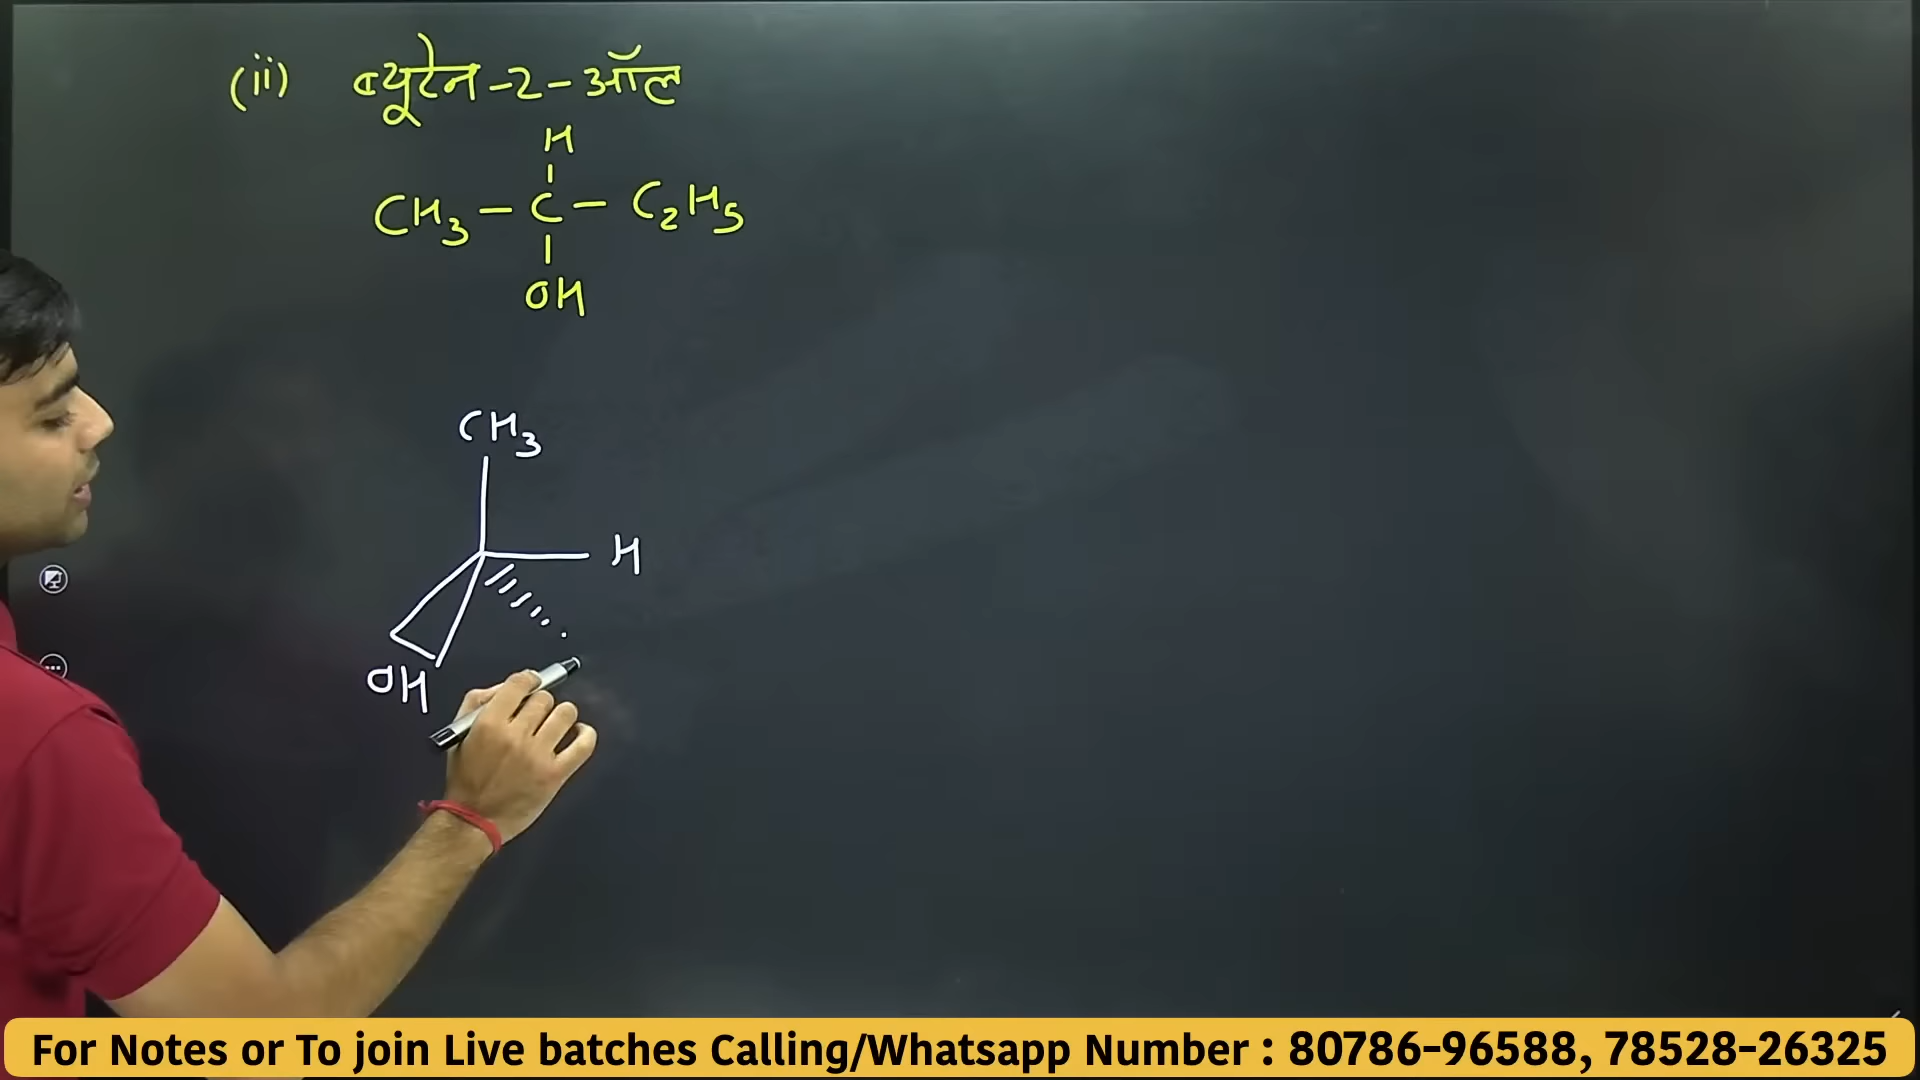 (ii) ब्यूटेन-2-ऑल
H
CH3 - C - C2H5
OH
CH3
H
OH
For Notes or To join Live batches Calling/Whatsapp Number : 80786-96588, 78528-26325